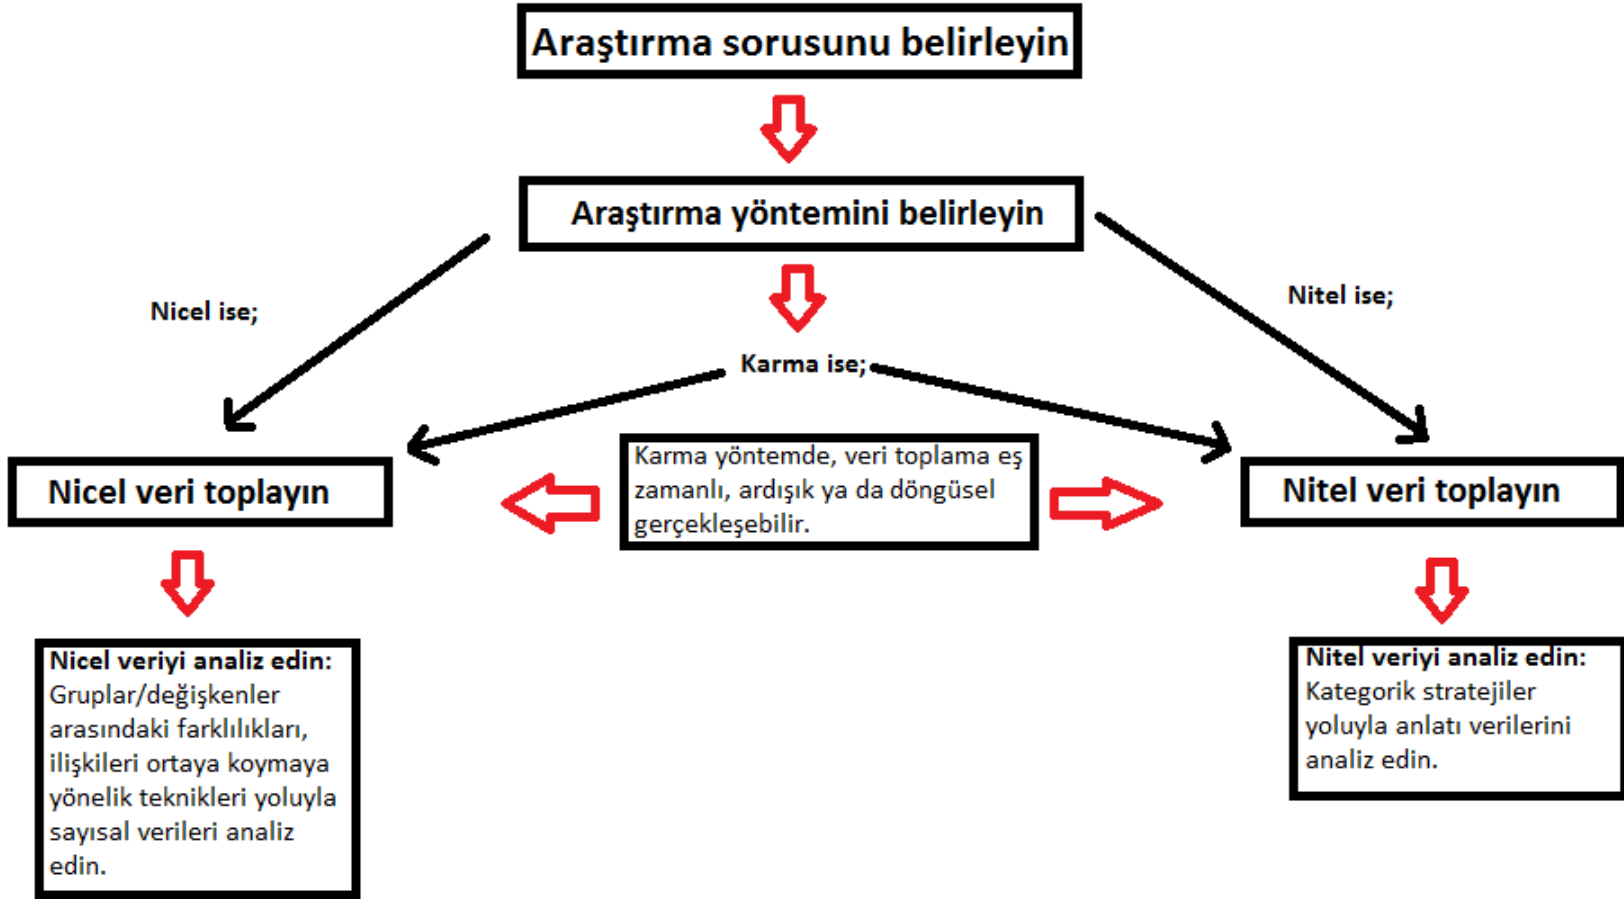 Araştırma sorusunu belirleyin
Araştırma yöntemini belirleyin
Nicel ise;
Nitel ise;
Karma ise;
Nicel veri toplayın
Karma yöntemde, veri toplama eş
zamanlı, ardışık ya da döngüsel
gerçekleşebilir.
Nitel veri toplayın
Nicel veriyi analiz edin:
Gruplar/değişkenler
arasındaki farklılıkları,
ilişkileri ortaya koymaya
yönelik teknikleri yoluyla
sayısal verileri analiz
edin.
Nitel veriyi analiz edin:
Kategorik stratejiler
yoluyla anlatı verilerini
analiz edin.